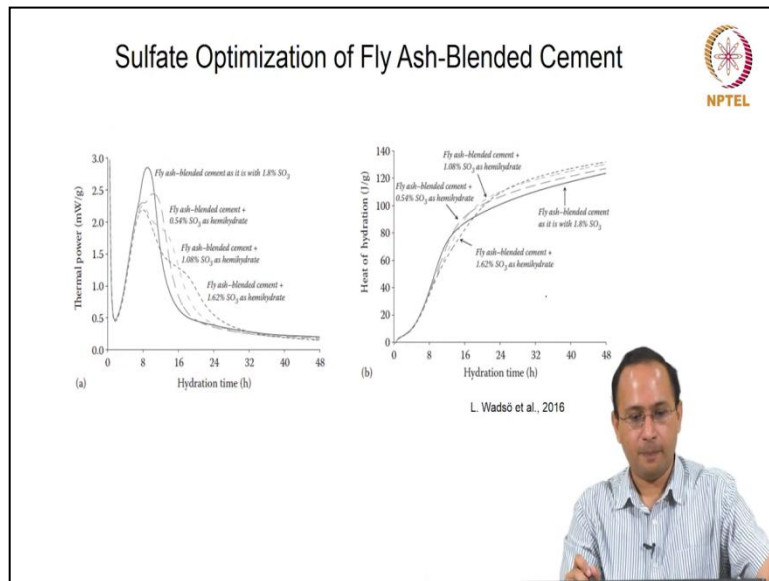 Sulfate Optimization of Fly Ash-Blended Cement
NPTEL
3.0
2.5
2.0
1.5
1.0
0.5
0.0
Thermal power (mW/g)
Fly ash–blended cement as it is with 1.8% SO₃
Fly ash–blended cement +
0.54% SO₃ as hemihydrate
Fly ash–blended cement +
1.08% SO₃ as hemihydrate
Fly ash–blended cement +
1.62% SO₃ as hemihydrate
0 8 16 24 32 40 48
(a) Hydration time (h)
140
120
100
80
60
40
20
0
Heat of hydration (J/g)
Fly ash–blended cement +
1.08% SO₃ as hemihydrate
Fly ash–blended cement +
0.54% SO₃ as hemihydrate
Fly ash–blended cement
as it is with 1.8% SO₃
Fly ash–blended cement +
1.62% SO₃ as hemihydrate
0 8 16 24 32 40 48
(b) Hydration time (h)
L. Wadsö et al., 2016